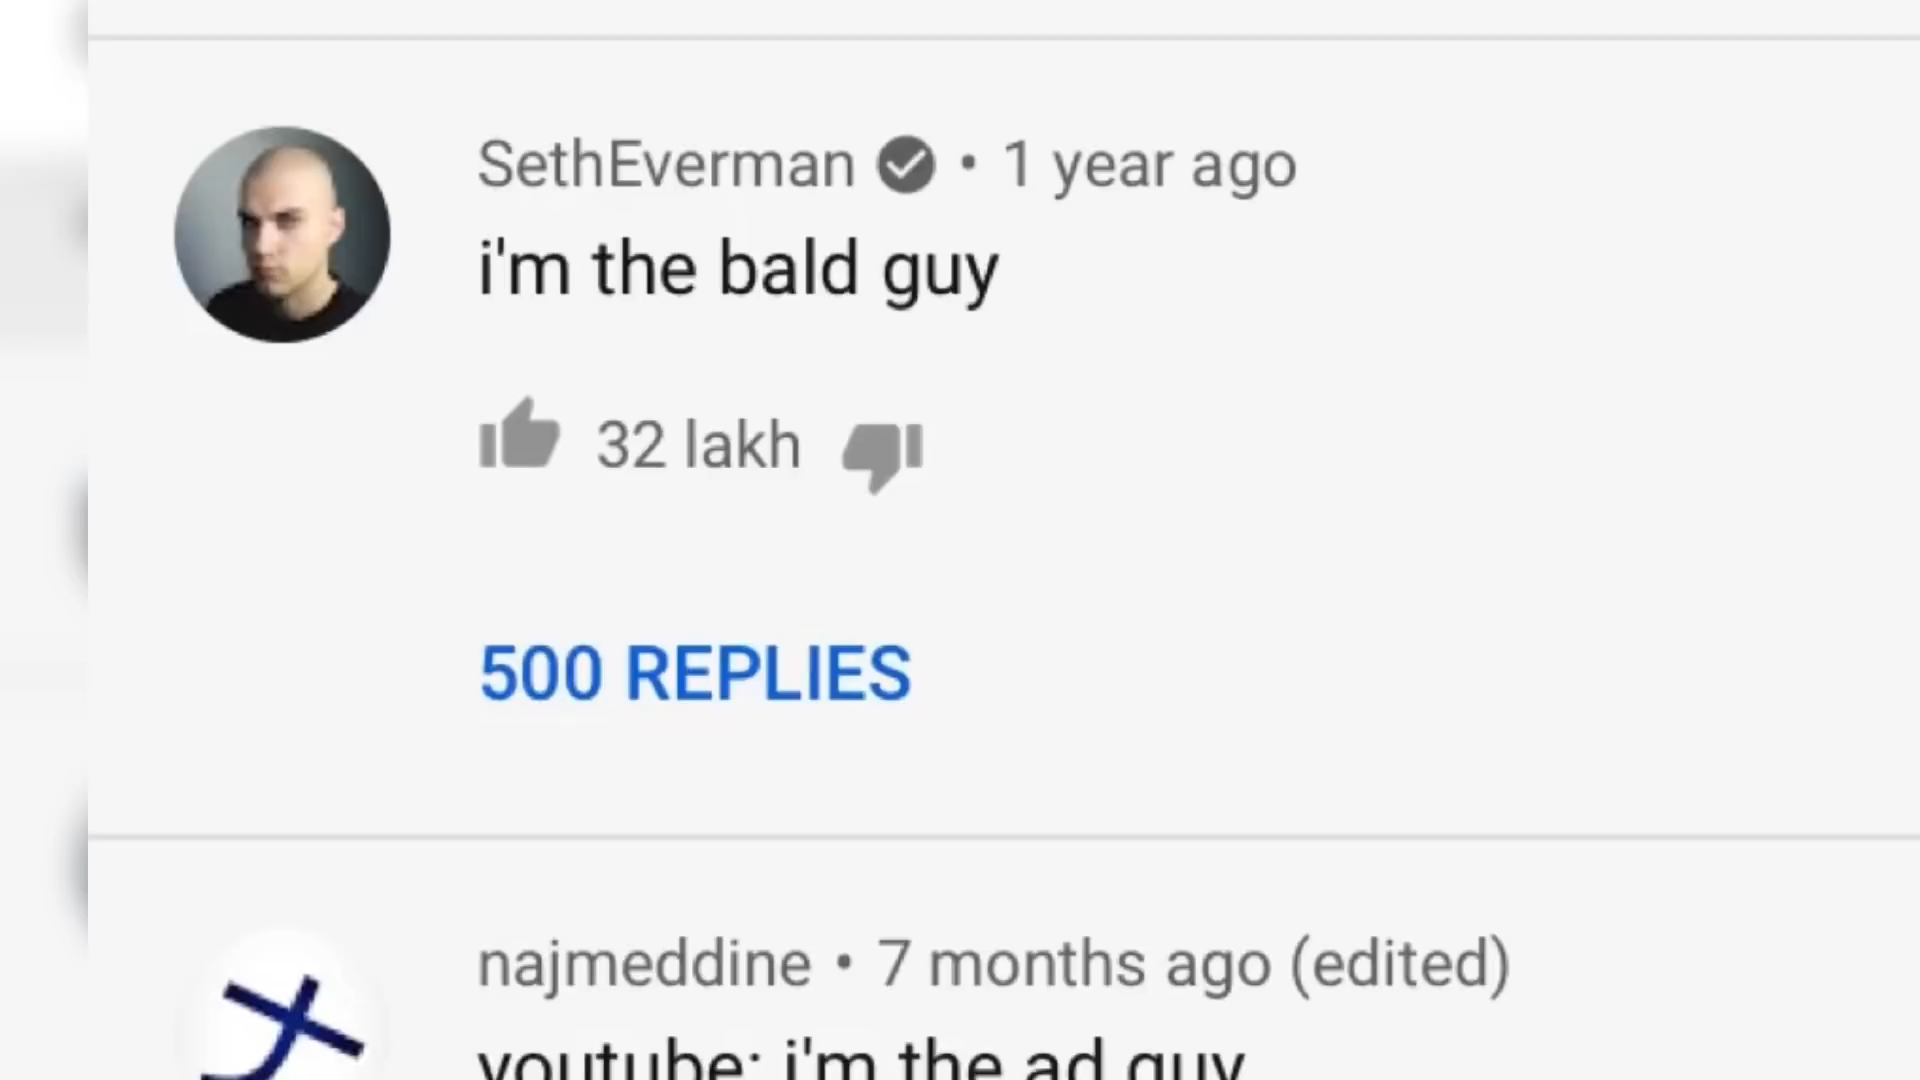 SethEverman • 1 year ago
i'm the bald guy
32 lakh
500 REPLIES
najmeddine • 7 months ago (edited)
youtube: i'm the ad guy